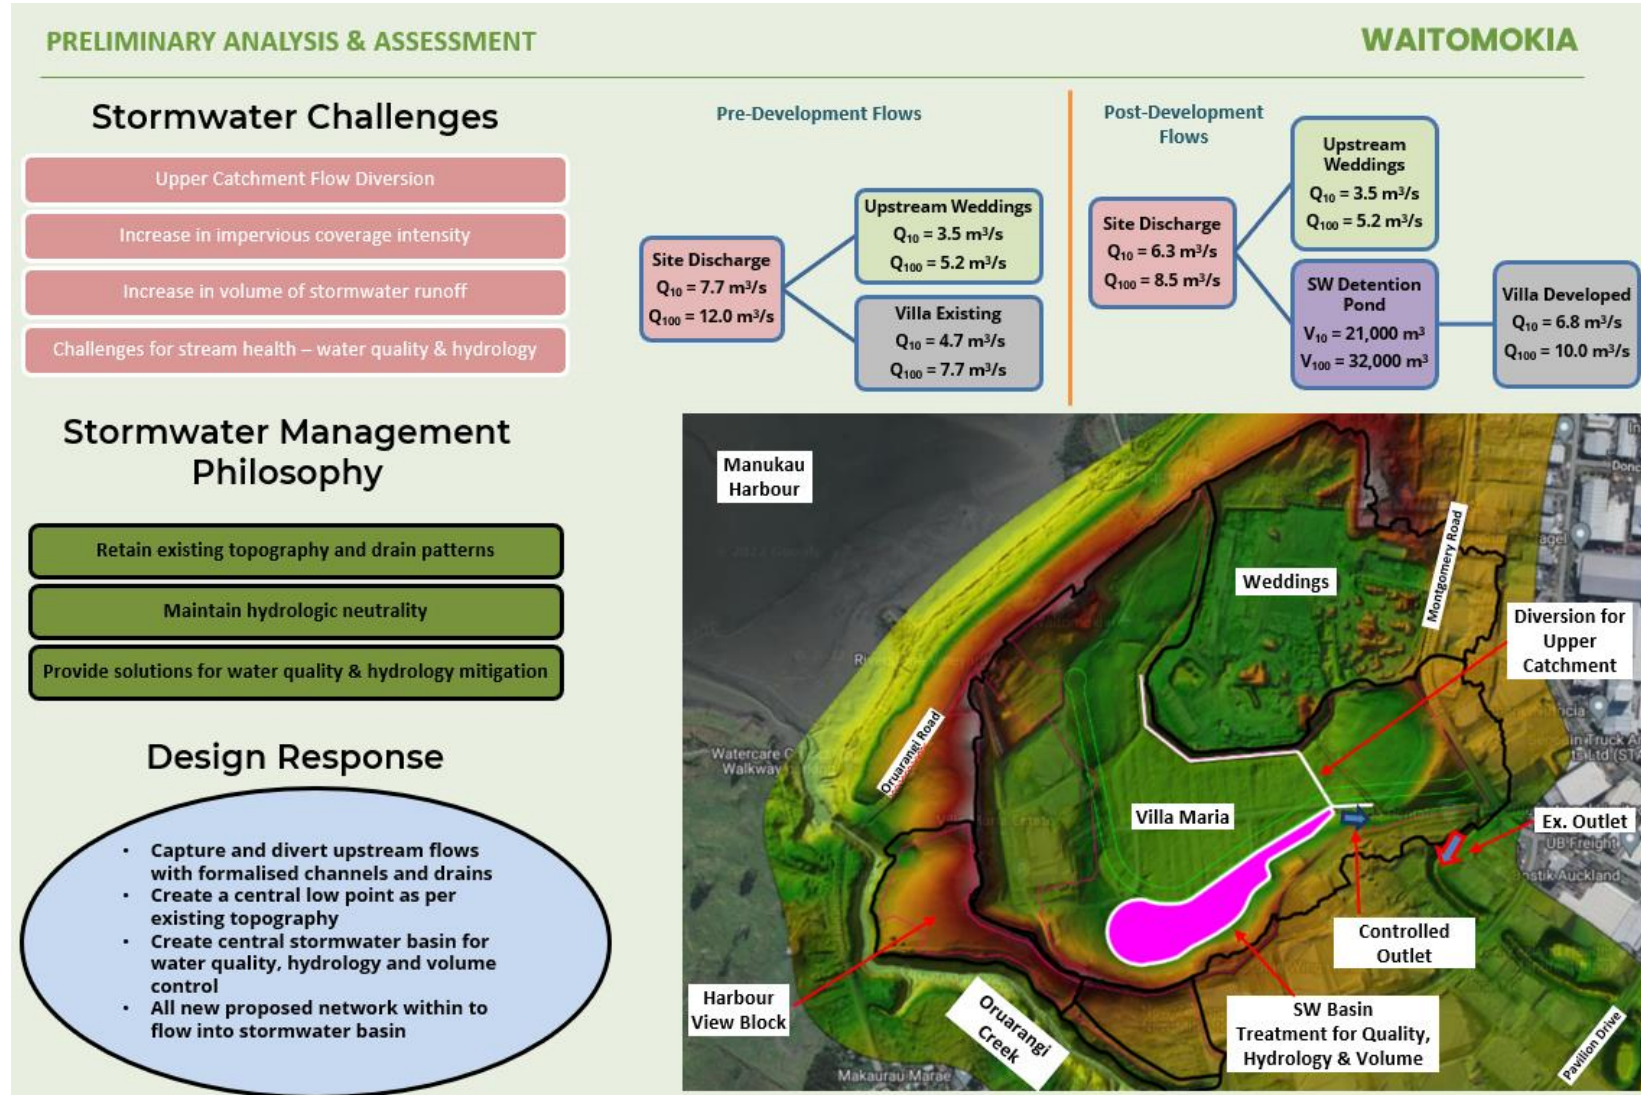 PRELIMINARY ANALYSIS & ASSESSMENT
WAITOMOKIA
Stormwater Challenges
Upper Catchment Flow Diversion
Increase in impervious coverage intensity
Increase in volume of stormwater runoff
Challenges for stream health – water quality & hydrology
Stormwater Management
Philosophy
Retain existing topography and drain patterns
Maintain hydrologic neutrality
Provide solutions for water quality & hydrology mitigation
Design Response
• Capture and divert upstream flows
with formalised channels and drains
• Create a central low point as per
existing topography
• Create central stormwater basin for
water quality, hydrology and volume
control
• All new proposed network within to
flow into stormwater basin
Pre-Development Flows
Site Discharge
Q₁₀ = 7.7 m³/s
Q₁₀₀ = 12.0 m³/s
Upstream Weddings
Q₁₀ = 3.5 m³/s
Q₁₀₀ = 5.2 m³/s
Villa Existing
Q₁₀ = 4.7 m³/s
Q₁₀₀ = 7.7 m³/s
Post-Development
Flows
Site Discharge
Q₁₀ = 6.3 m³/s
Q₁₀₀ = 8.5 m³/s
Upstream
Weddings
Q₁₀ = 3.5 m³/s
Q₁₀₀ = 5.2 m³/s
SW Detention
Pond
V₁₀ = 21,000 m³
V₁₀₀ = 32,000 m³
Villa Developed
Q₁₀ = 6.8 m³/s
Q₁₀₀ = 10.0 m³/s
Manukau
Harbour
Weddings
Montgomery Road
Diversion for
Upper
Catchment
Oruarangi Road
Watercare
Walkway
Villa Maria
Ex. Outlet
UB Freight
Bostik Auckland
Controlled
Outlet
Harbour
View Block
Oruarangi
Creek
SW Basin
Treatment for Quality,
Hydrology & Volume
Pavilion Drive
Makaurau Marae